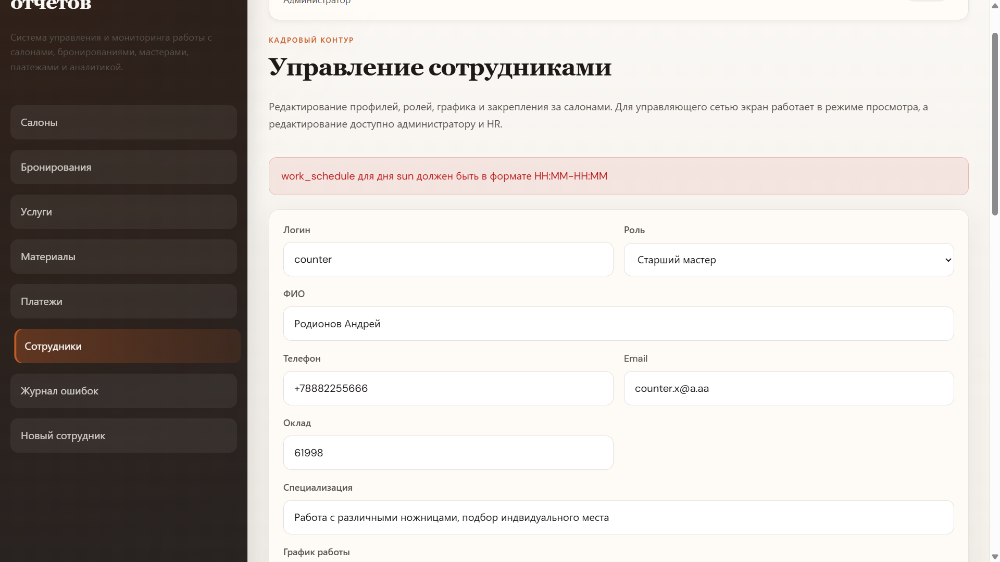 отчетов
Система управления и мониторинга работы с
салонами, бронированиями, мастерами,
платежами и аналитикой.
Салоны
Бронирования
Услуги
Материалы
Платежи
Сотрудники
Журнал ошибок
Новый сотрудник
Администратор
КАДРОВЫЙ КОНТУР
Управление сотрудниками
Редактирование профилей, ролей, графика и закрепления за салонами. Для управляющего сетью экран работает в режиме просмотра, а
редактирование доступно администратору и HR.
work_schedule для дня sun должен быть в формате HH:MM-HH:MM
Логин
Роль
counter
Старший мастер
ФИО
Родионов Андрей
Телефон
Email
+78882255666
counter.x@a.aa
Оклад
61998
Специализация
Работа с различными ножницами, подбор индвидуального места
График работы